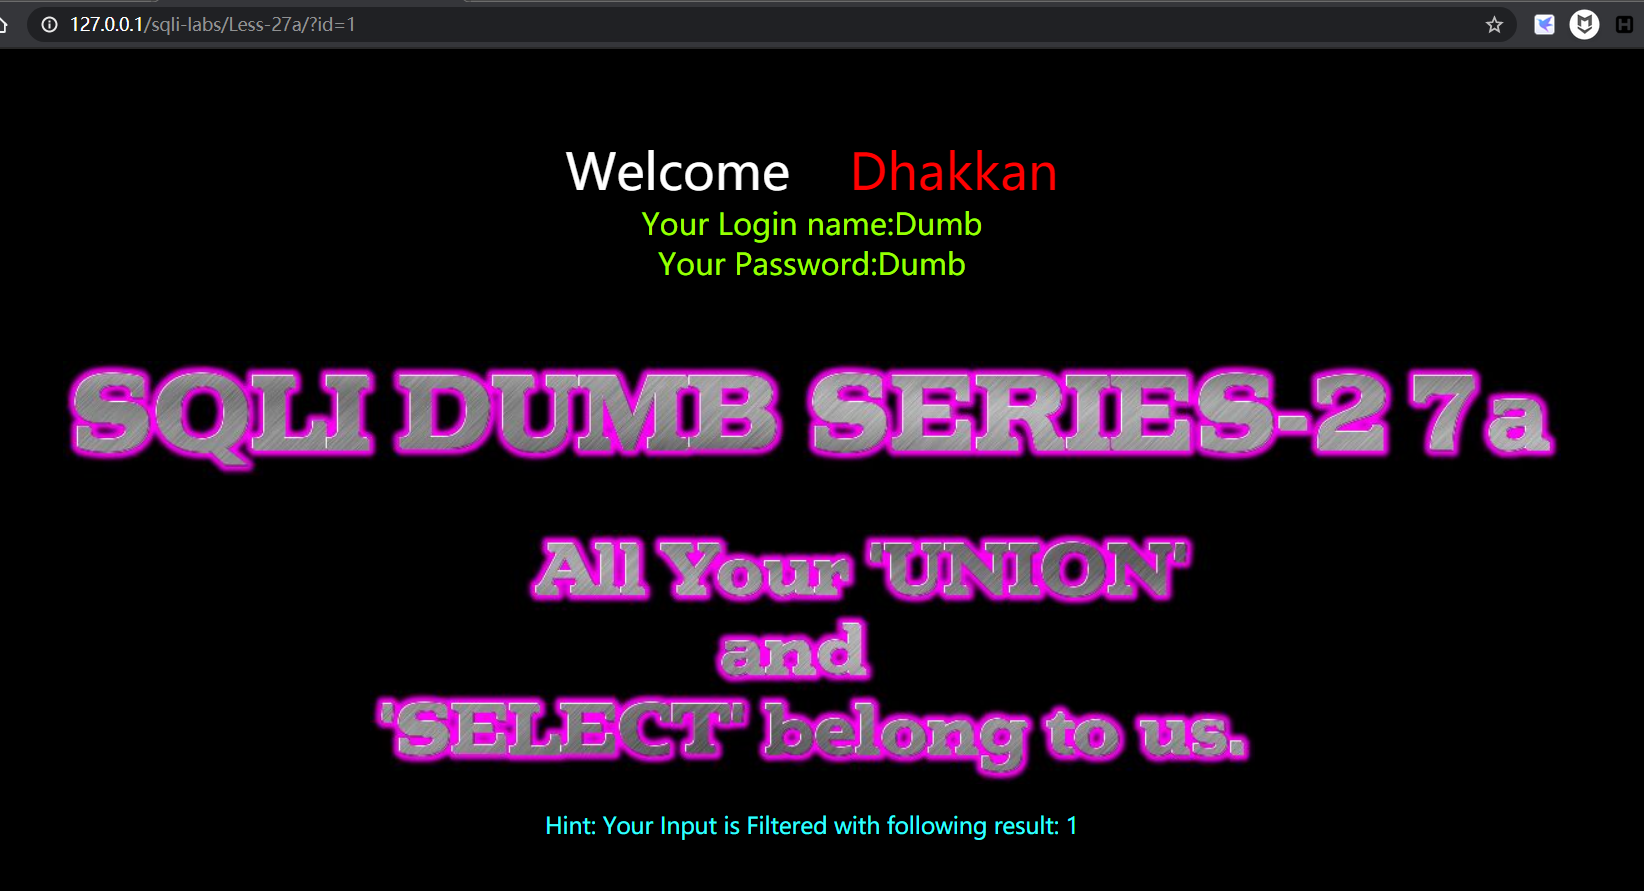 127.0.0.1/sqli-labs/Less-27a/?id=1
Welcome Dhakkan
Your Login name:Dumb
Your Password:Dumb
SQLI DUMB SERIES-27a
All Your 'UNION'
and
'SELECT' belong to us.
Hint: Your Input is Filtered with following result: 1